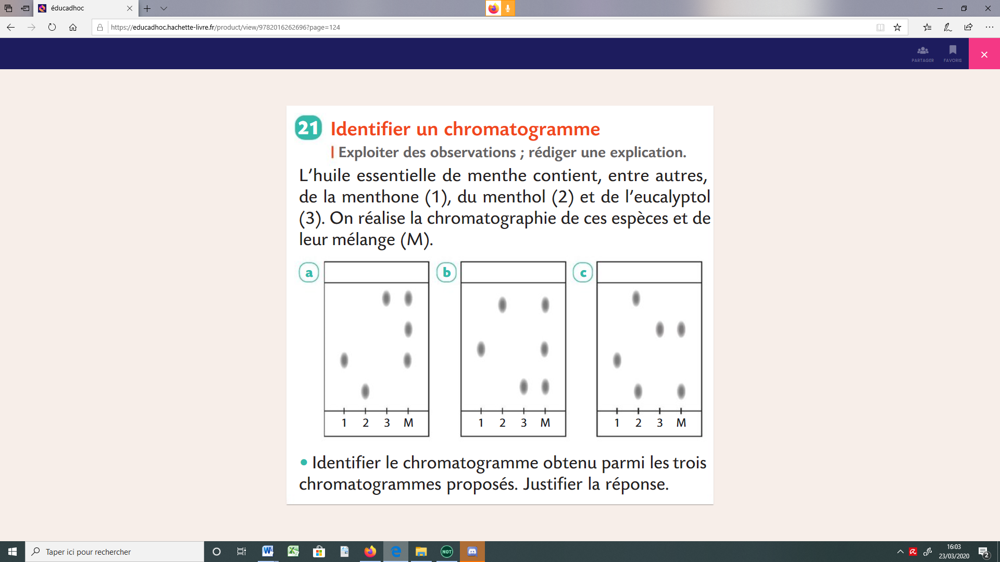 éducadhoc
https://educadhoc.hachette-livre.fr/product/view/9782016262696?page=124
PARTAGER
FAVORIS
21 Identifier un chromatogramme
Exploiter des observations ; rédiger une explication.
L'huile essentielle de menthe contient, entre autres,
de la menthone (1), du menthol (2) et de l'eucalyptol
(3). On réalise la chromatographie de ces espèces et de
leur mélange (M).
a
b
c
1 2 3 M
1 2 3 M
1 2 3 M
• Identifier le chromatogramme obtenu parmi les trois
chromatogrammes proposés. Justifier la réponse.
Taper ici pour rechercher
NOT
16:03
23/03/2020
2